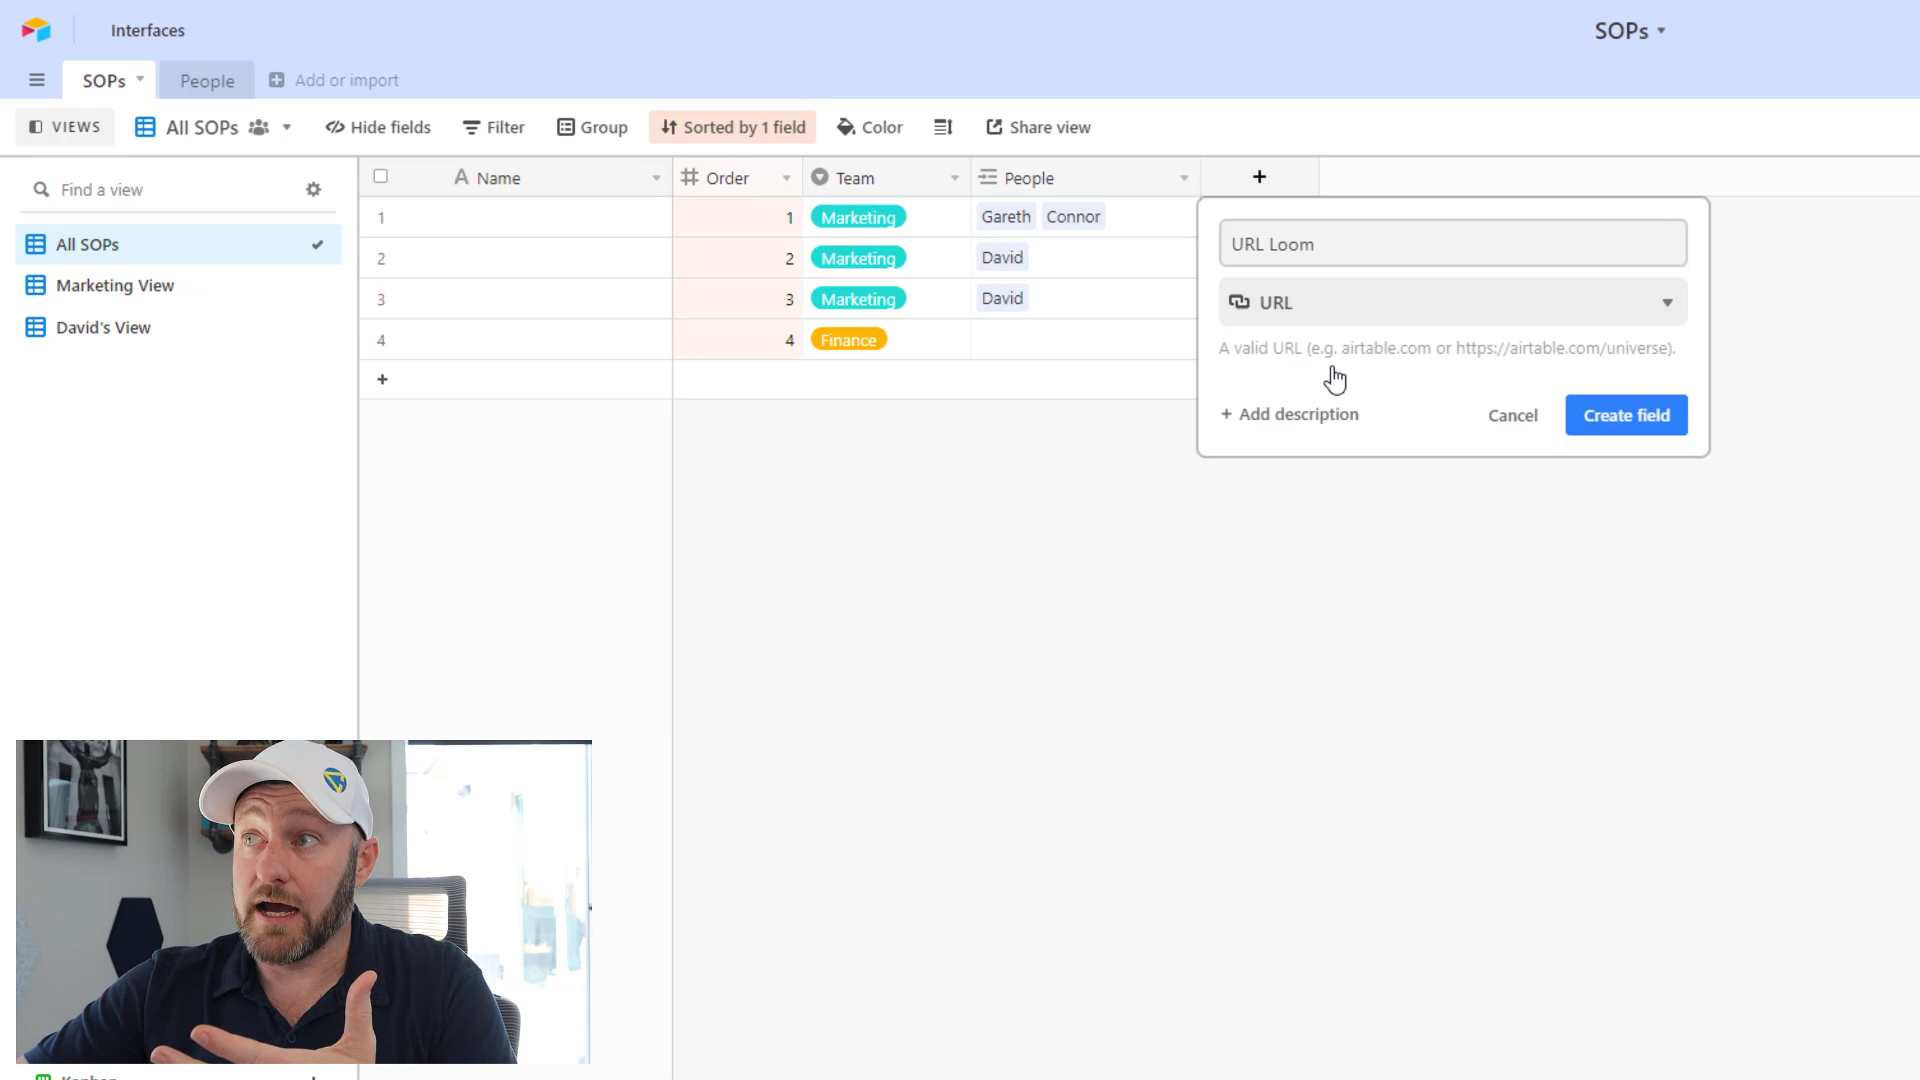 Interfaces
SOPs
SOPs
People
Add or import
VIEWS
All SOPs
Hide fields
Filter
Group
Sorted by 1 field
Color
Share view
Find a view
All SOPs
Marketing View
David's View
Name
Order
Team
People
+
1
1
Marketing
Gareth
Connor
2
2
Marketing
David
3
3
Marketing
David
4
4
Finance
+
URL Loom
URL
A valid URL (e.g. airtable.com or https://airtable.com/universe).
+ Add description
Cancel
Create field
Kanban